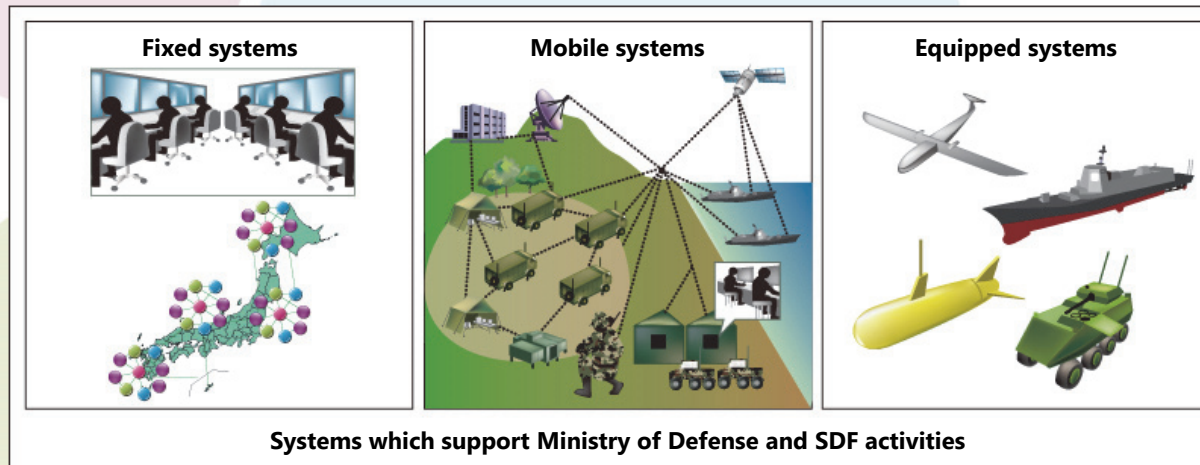 Fixed systems
Mobile systems
Equipped systems
Systems which support Ministry of Defense and SDF activities